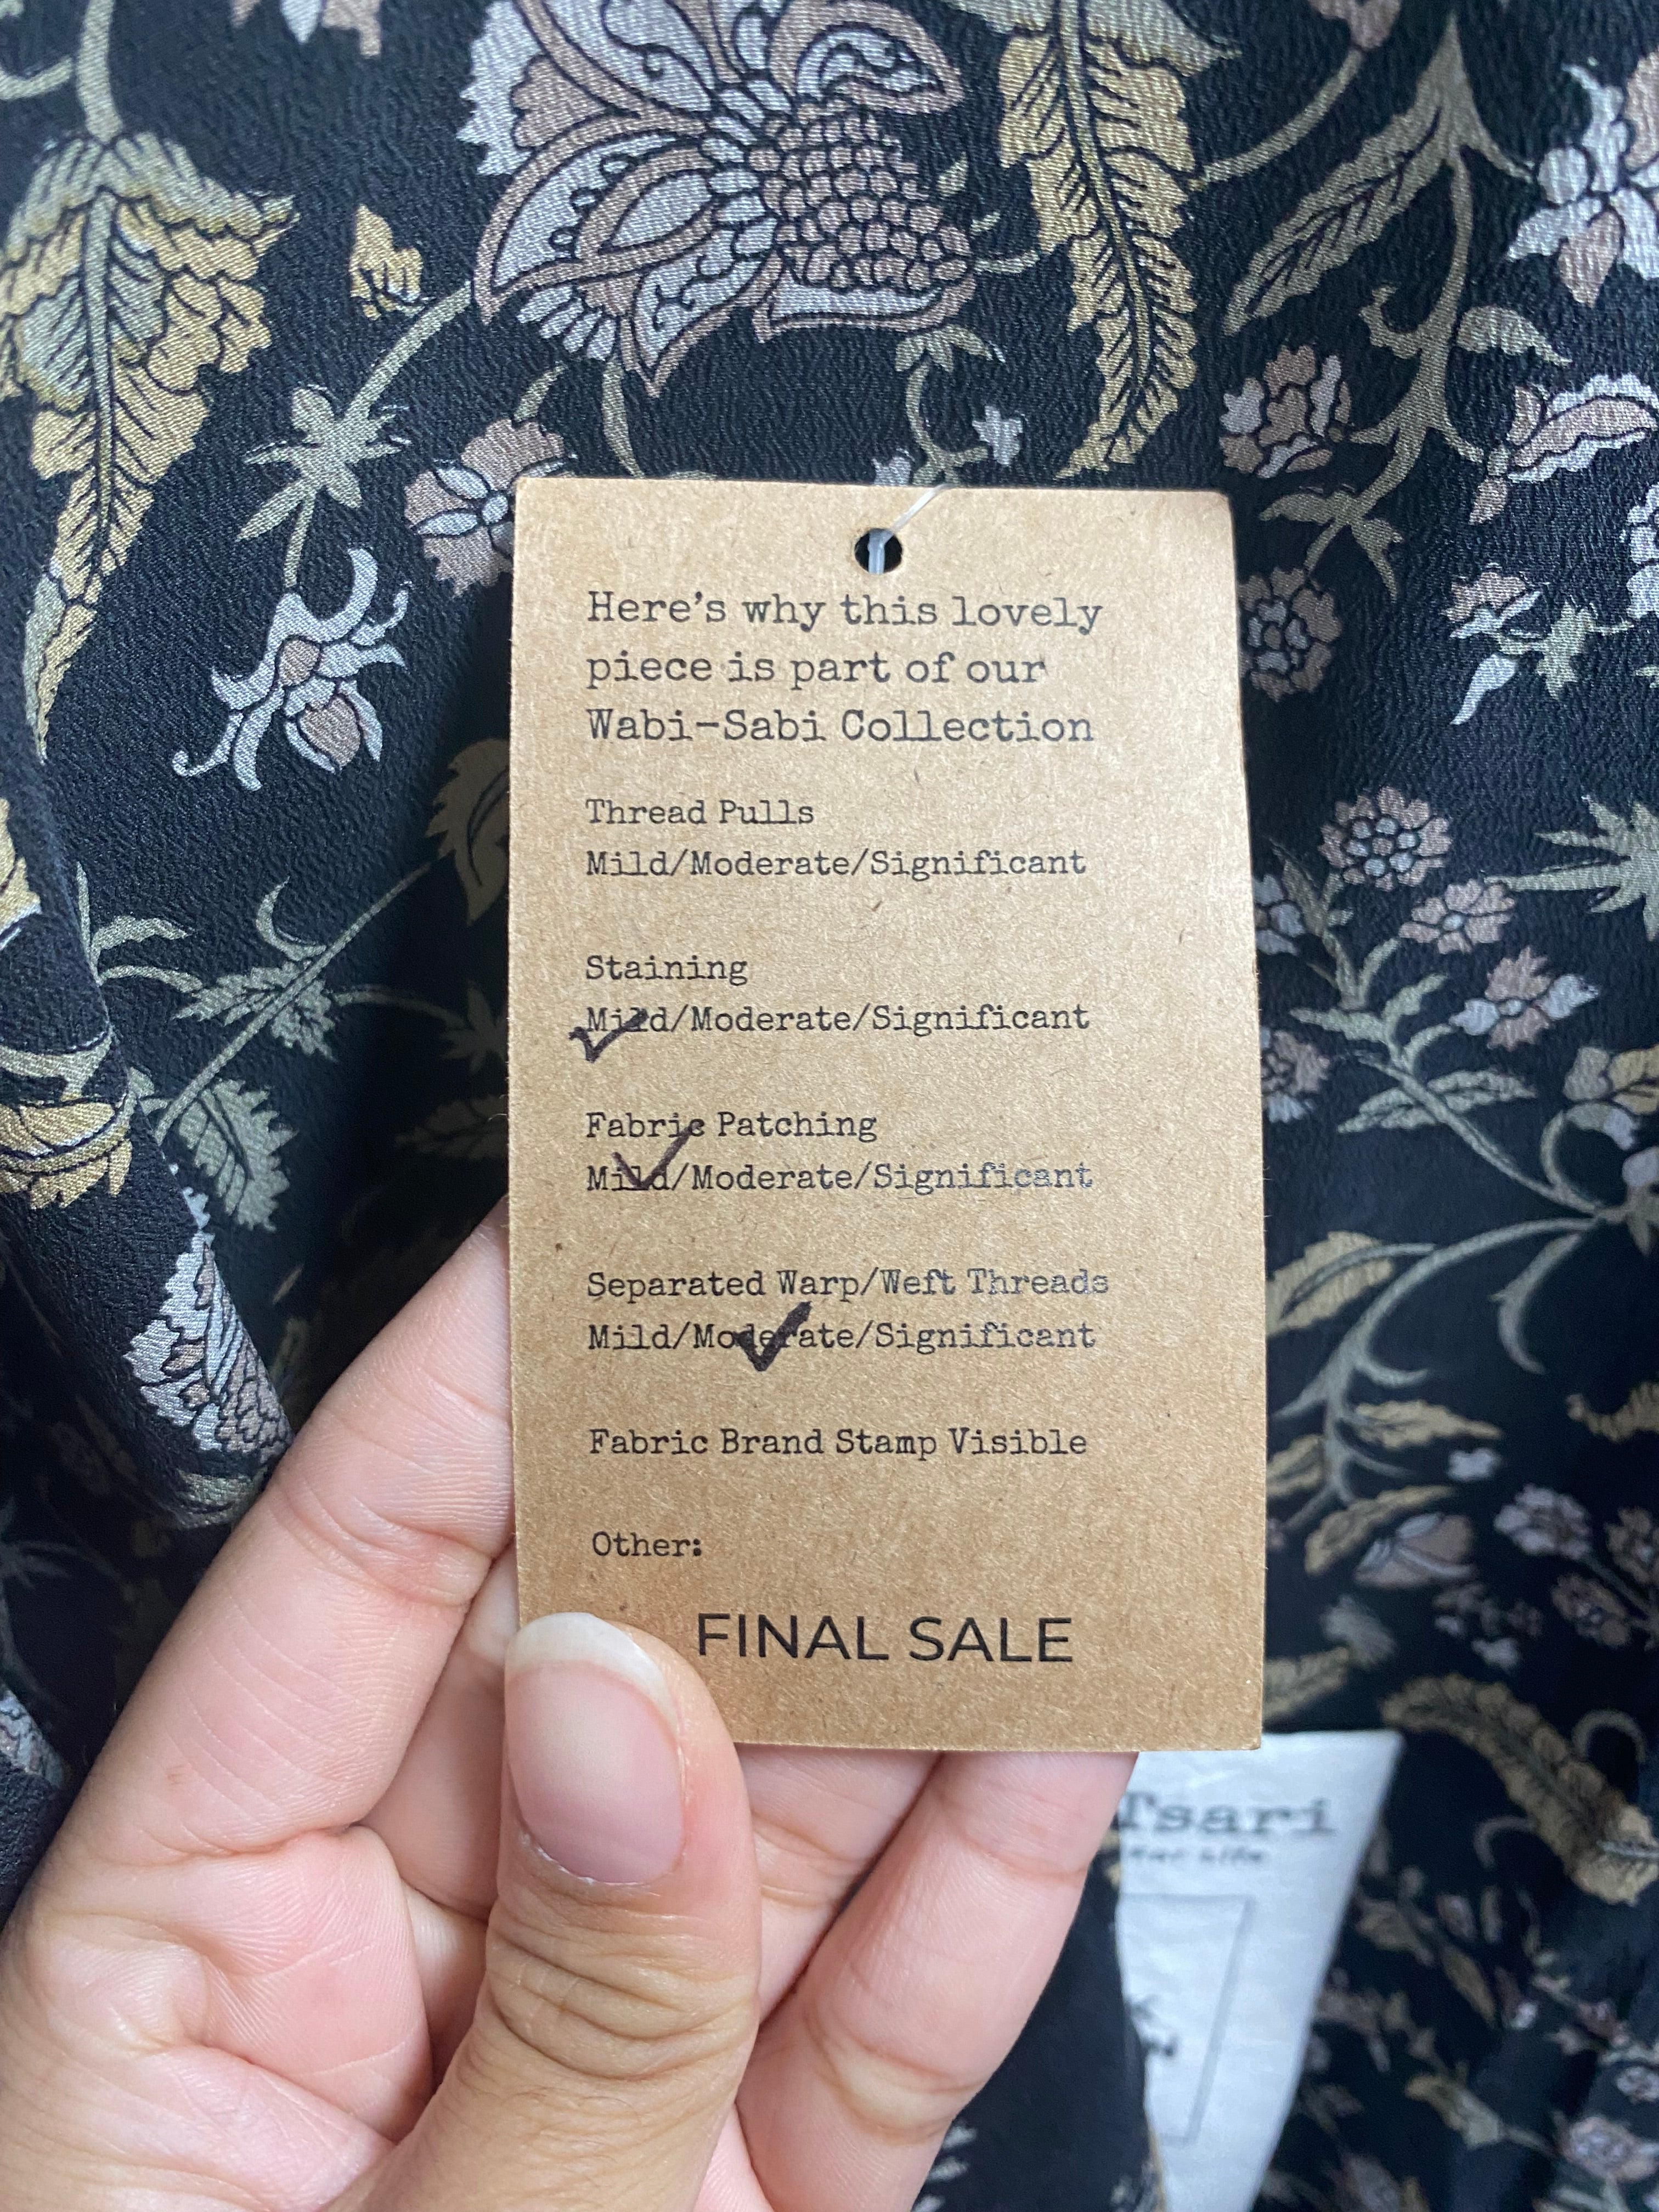 Here's why this lovely
piece is part of our
Wabi-Sabi Collection
Thread Pulls
Mild/Moderate/Significant
Staining
Mild/Moderate/Significant
Fabric Patching
Mild/Moderate/Significant
Separated Warp/Weft Threads
Mild/Moderate/Significant
Fabric Brand Stamp Visible
Other:
FINAL SALE
Tsari